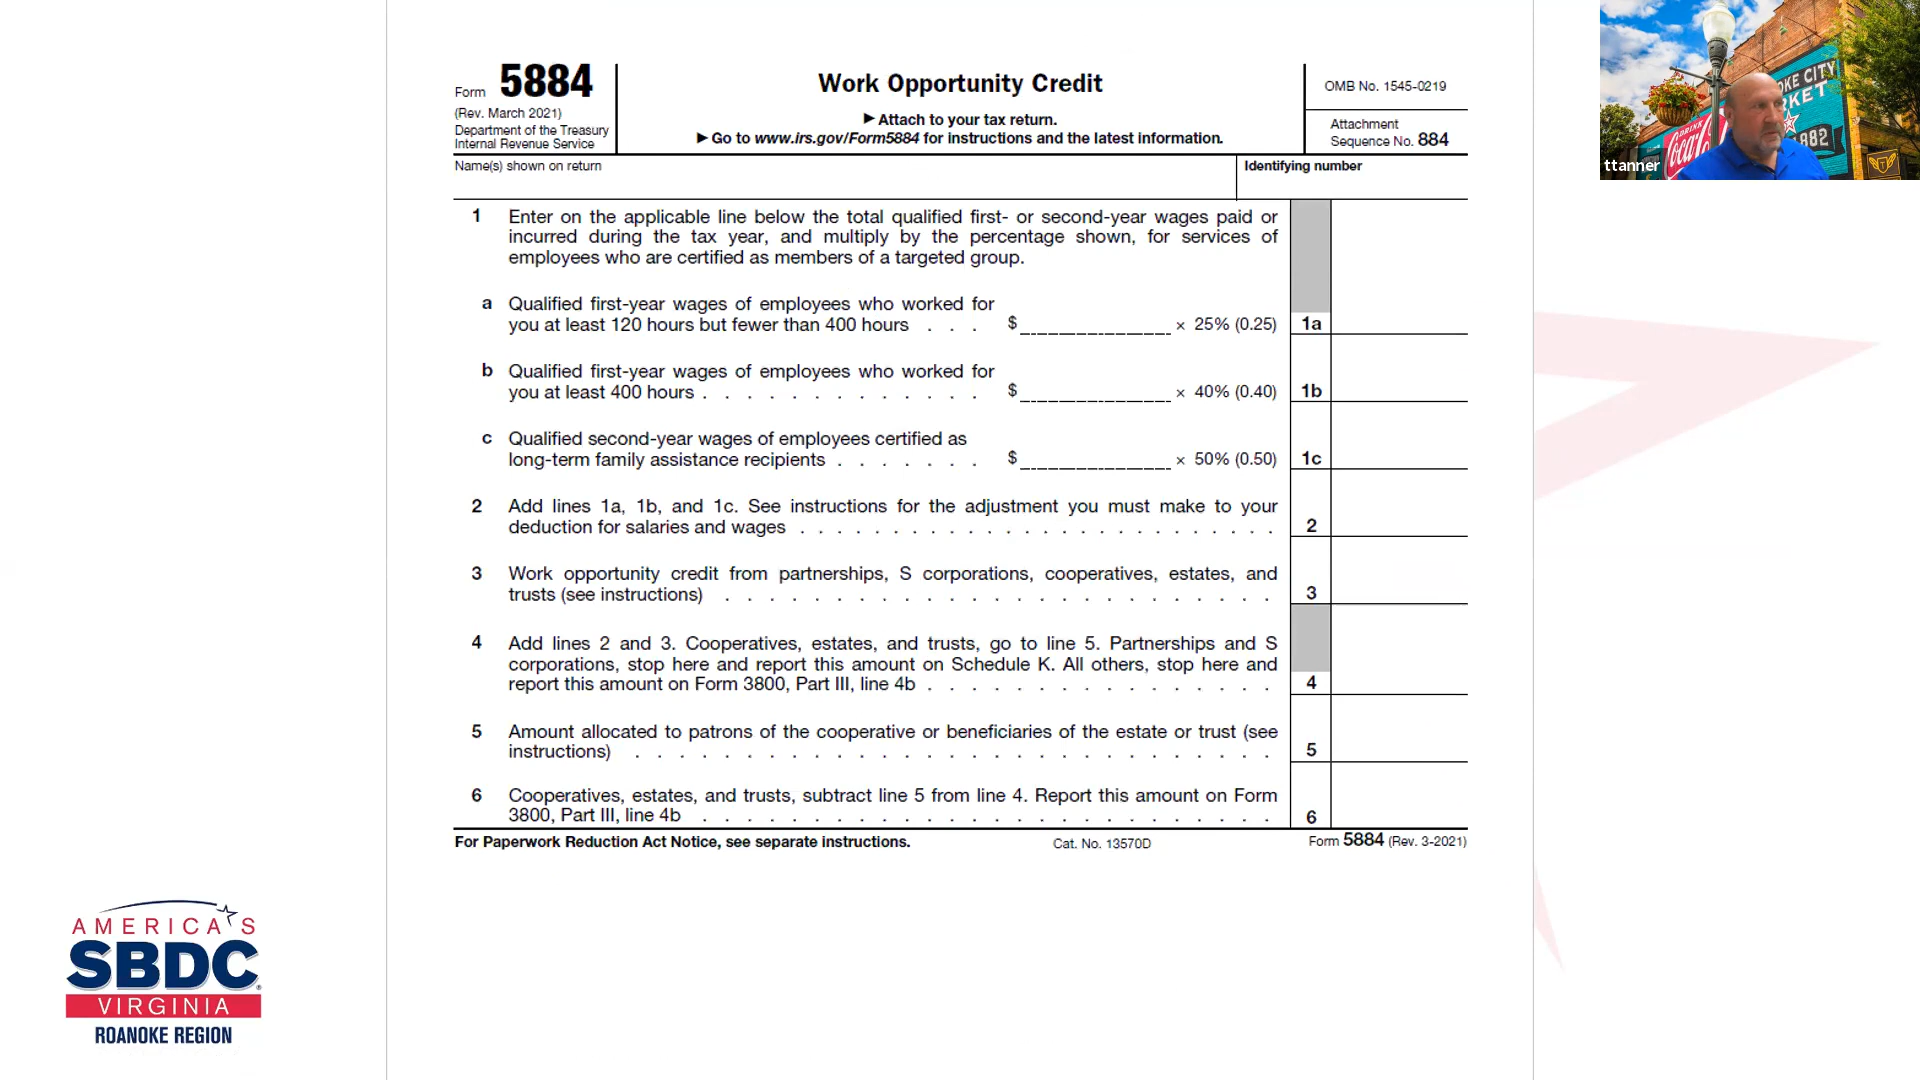 Form 5884
(Rev. March 2021)
Department of the Treasury
Internal Revenue Service
Work Opportunity Credit
▶ Attach to your tax return.
▶ Go to www.irs.gov/Form5884 for instructions and the latest information.
OMB No. 1545-0219
Attachment
Sequence No. 884
Name(s) shown on return
Identifying number
1 Enter on the applicable line below the total qualified first- or second-year wages paid or
incurred during the tax year, and multiply by the percentage shown, for services of
employees who are certified as members of a targeted group.
a Qualified first-year wages of employees who worked for
you at least 120 hours but fewer than 400 hours . . . $ × 25% (0.25) 1a
b Qualified first-year wages of employees who worked for
you at least 400 hours . . . . . . . . . . . . . $ × 40% (0.40) 1b
c Qualified second-year wages of employees certified as
long-term family assistance recipients . . . . . . . $ × 50% (0.50) 1c
2 Add lines 1a, 1b, and 1c. See instructions for the adjustment you must make to your
deduction for salaries and wages . . . . . . . . . . . . . . . . . . . . . . 2
3 Work opportunity credit from partnerships, S corporations, cooperatives, estates, and
trusts (see instructions) . . . . . . . . . . . . . . . . . . . . . . . . . 3
4 Add lines 2 and 3. Cooperatives, estates, and trusts, go to line 5. Partnerships and S
corporations, stop here and report this amount on Schedule K. All others, stop here and
report this amount on Form 3800, Part III, line 4b . . . . . . . . . . . . . . . . 4
5 Amount allocated to patrons of the cooperative or beneficiaries of the estate or trust (see
instructions) . . . . . . . . . . . . . . . . . . . . . . . . . . . . . 5
6 Cooperatives, estates, and trusts, subtract line 5 from line 4. Report this amount on Form
3800, Part III, line 4b . . . . . . . . . . . . . . . . . . . . . . . . . . 6
For Paperwork Reduction Act Notice, see separate instructions.
Cat. No. 13570D
Form 5884 (Rev. 3-2021)
AMERICA'S
SBDC
VIRGINIA
ROANOKE REGION
OKE CITY
RKET
DRINK
Coca
882
ttanner